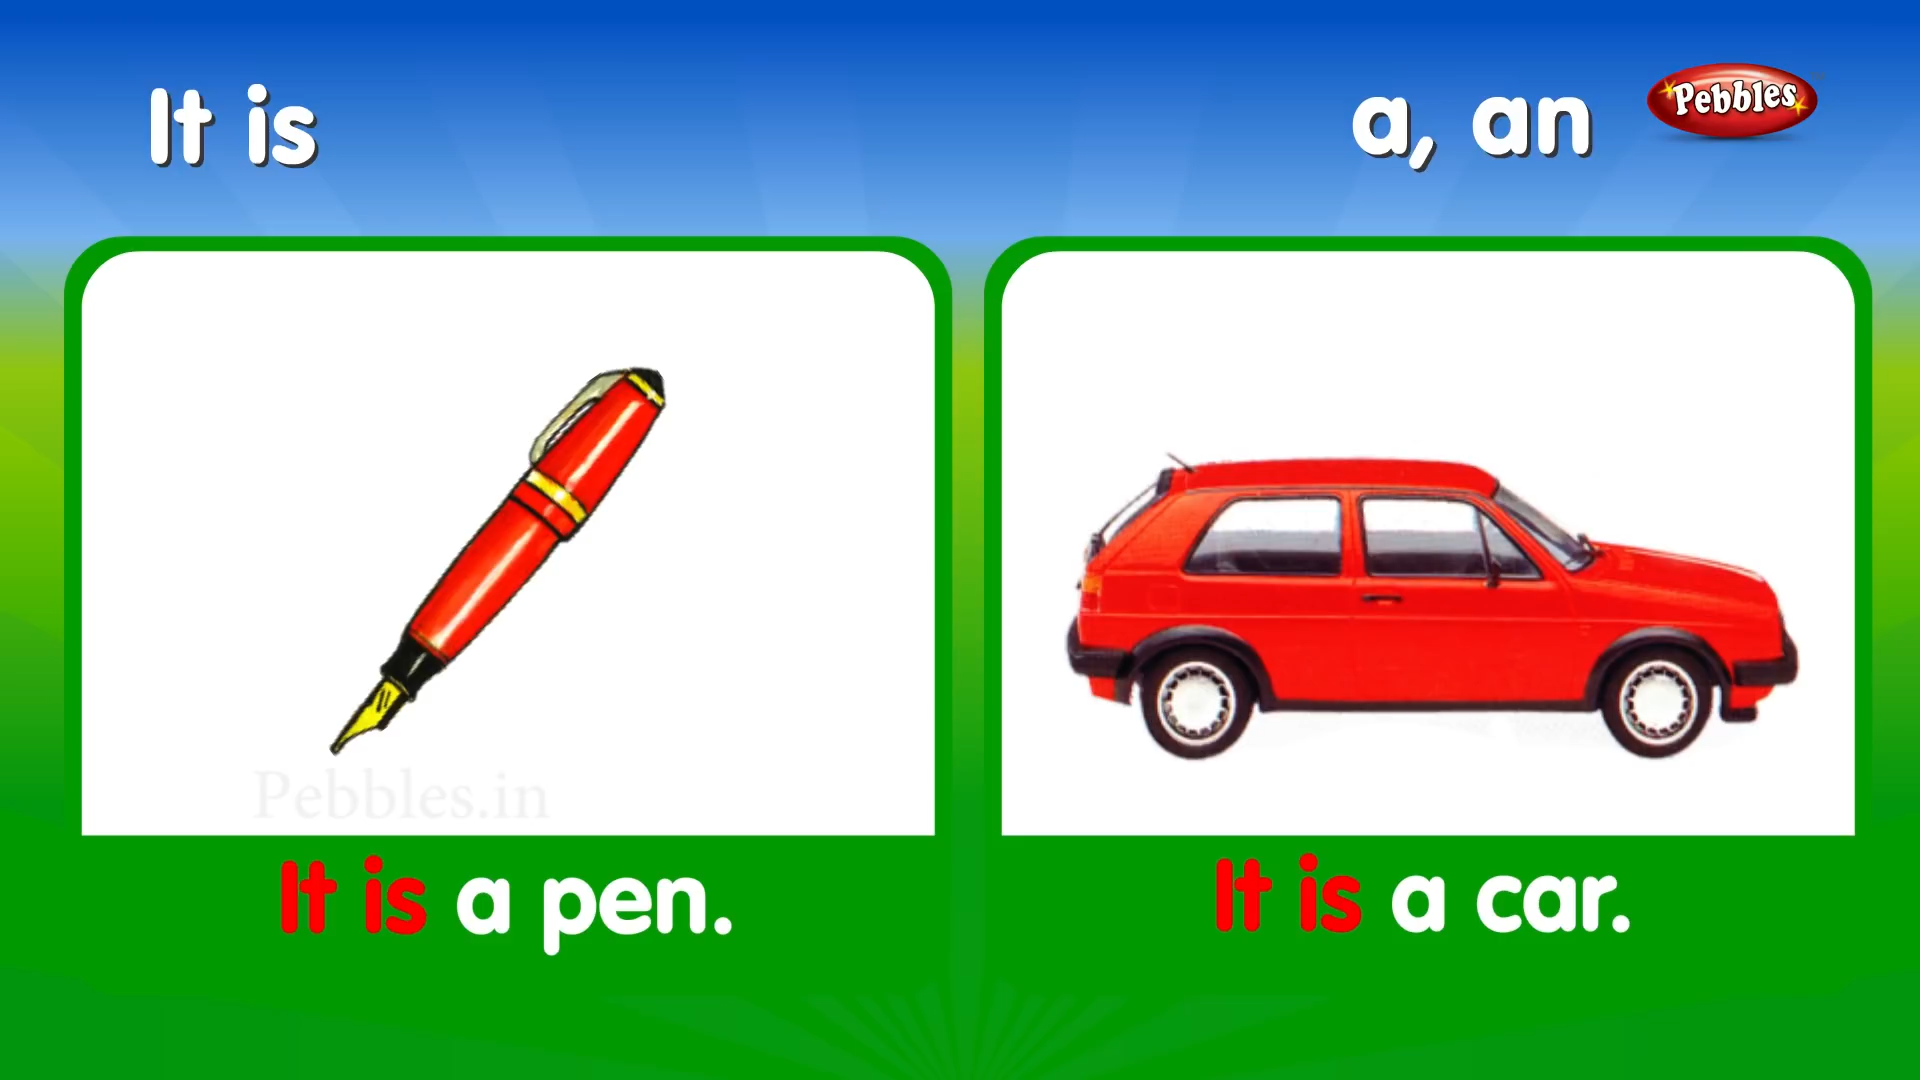 It is
a, an
Pebbles
Pebbles.in
It is a pen.
It is a car.